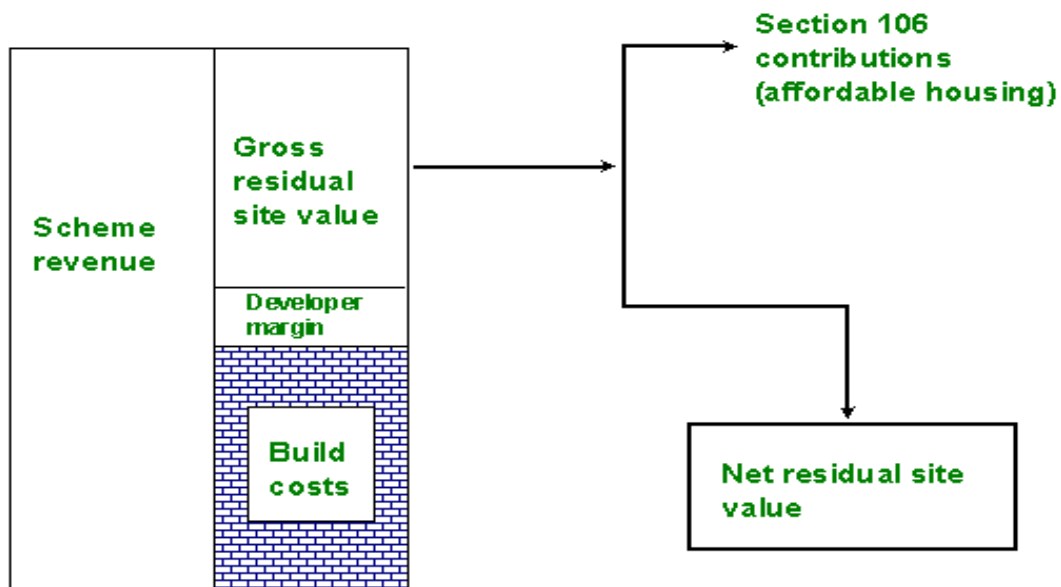 Scheme
revenue
Gross
residual
site value
Developer
margin
Build
costs
Section 106
contributions
(affordable housing)
Net residual site
value